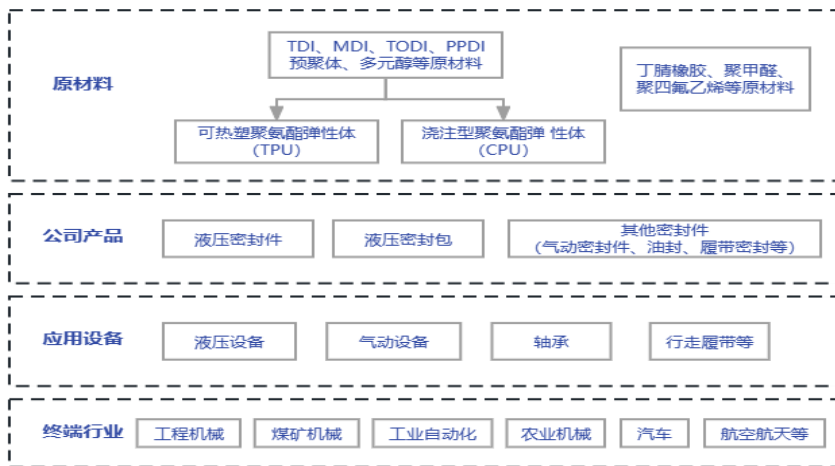 原材料
TDI、MDI、TODI、PPDI
预聚体、多元醇等原材料
丁腈橡胶、聚甲醛、
聚四氟乙烯等原材料
可热塑聚氨酯弹性体
(TPU)
浇注型聚氨酯弹 性体
(CPU)
公司产品
液压密封件
液压密封包
其他密封件
(气动密封件、油封、履带密封等)
应用设备
液压设备
气动设备
轴承
行走履带等
终端行业
工程机械
煤矿机械
工业自动化
农业机械
汽车
航空航天等